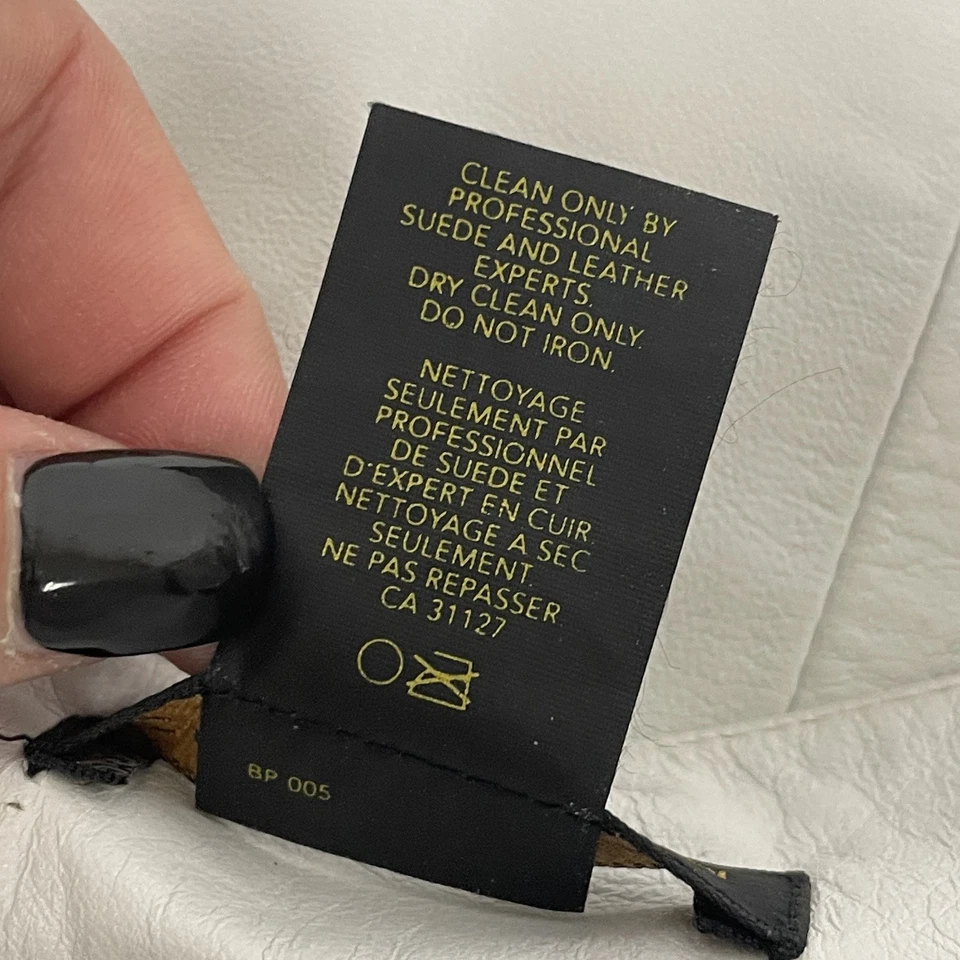 CLEAN ONLY BY
PROFESSIONAL
SUEDE AND LEATHER
EXPERTS.
DRY CLEAN ONLY.
DO NOT IRON.
NETTOYAGE
SEULEMENT PAR
PROFESSIONNEL
DE SUEDE ET
D'EXPERT EN CUIR.
NETTOYAGE A SEC
SEULEMENT.
NE PAS REPASSER.
CA 31127
BP 005